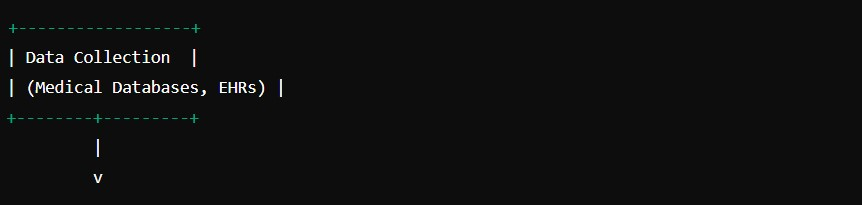 +------------------+
| Data Collection  |
| (Medical Databases, EHRs) |
+--------+---------+
         |
         v